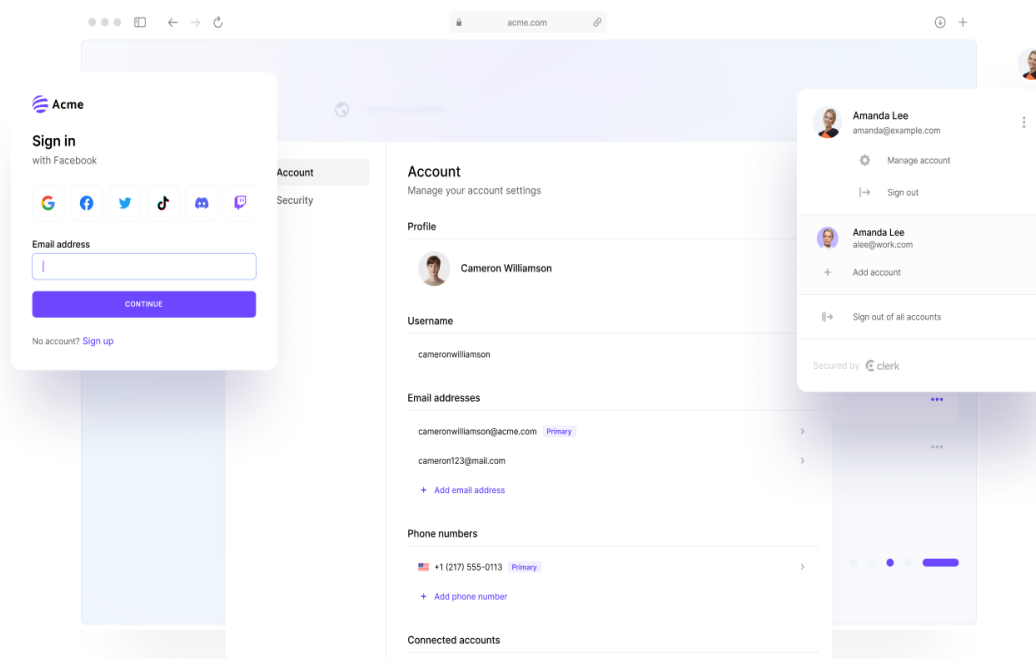 acme.com
Acme
Sign in
with Facebook
Email address
CONTINUE
No account? Sign up
Account
Security
Account
Manage your account settings
Profile
Cameron Williamson
Username
cameronwilliamson
Email addresses
cameronwilliamson@acme.com Primary
cameron123@mail.com
+ Add email address
Phone numbers
+1 (217) 555-0113 Primary
+ Add phone number
Connected accounts
Amanda Lee
amanda@example.com
Manage account
Sign out
Amanda Lee
alee@work.com
+ Add account
Sign out of all accounts
Secured by clerk